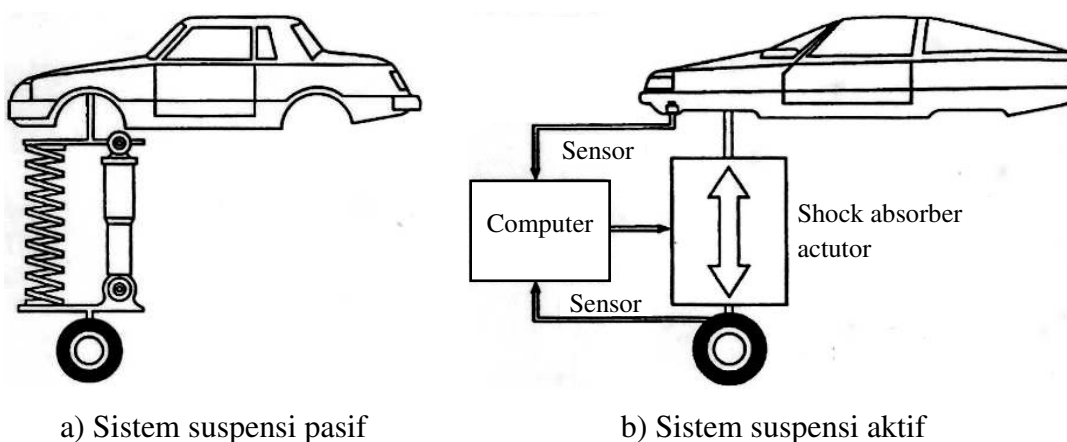 Sensor
Computer
Shock absorber
actutor
Sensor
a) Sistem suspensi pasif
b) Sistem suspensi aktif